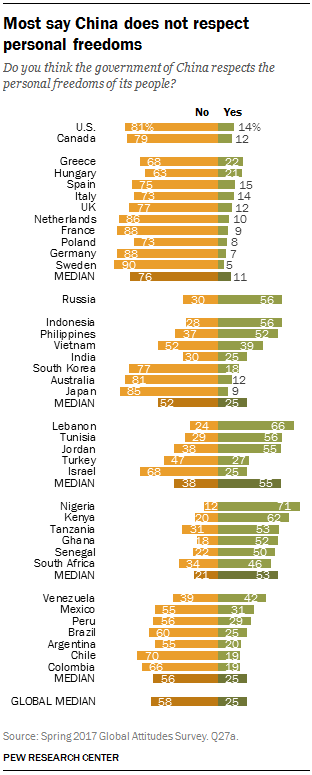 Most say China does not respect
personal freedoms
Do you think the government of China respects the
personal freedoms of its people?
No Yes
U.S. 81% 14%
Canada 79 12
Greece 68 22
Hungary 63 21
Spain 75 15
Italy 73 14
UK 77 12
Netherlands 86 10
France 88 9
Poland 73 8
Germany 88 7
Sweden 90 5
MEDIAN 76 11
Russia 30 56
Indonesia 28 56
Philippines 37 52
Vietnam 52 39
India 30 25
South Korea 77 18
Australia 81 12
Japan 85 9
MEDIAN 52 25
Lebanon 24 66
Tunisia 29 56
Jordan 38 55
Turkey 47 27
Israel 68 25
MEDIAN 38 55
Nigeria 12 71
Kenya 20 62
Tanzania 31 53
Ghana 18 52
Senegal 22 50
South Africa 34 46
MEDIAN 21 53
Venezuela 39 42
Mexico 55 31
Peru 56 29
Brazil 60 25
Argentina 55 20
Chile 70 19
Colombia 66 19
MEDIAN 56 25
GLOBAL MEDIAN 58 25
Source: Spring 2017 Global Attitudes Survey. Q27a.
PEW RESEARCH CENTER